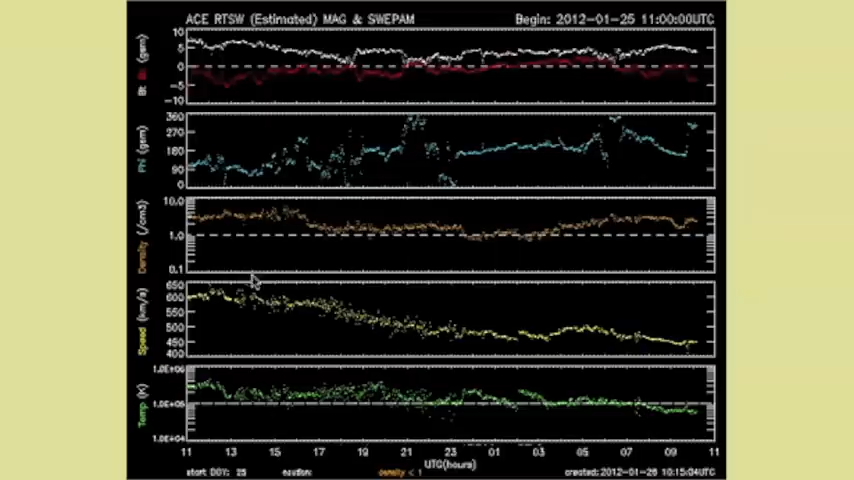 ACE RTSW (Estimated) MAG & SWEPAM Begin: 2012-01-25 11:00:00UTC
Bt Bz (gsm)
10
5
0
-5
-10
Phi (gsm)
360
270
180
90
0
Density (/cm3)
10.0
1.0
0.1
Speed (km/s)
650
600
550
500
450
400
Temp (K)
1.0E+06
1.0E+05
1.0E+04
11 13 15 17 19 21 23 01 03 05 07 09 11
UTC(hours)
start DOY: 25 caution: density < 1 created:2012-01-26 10:15:04UTC